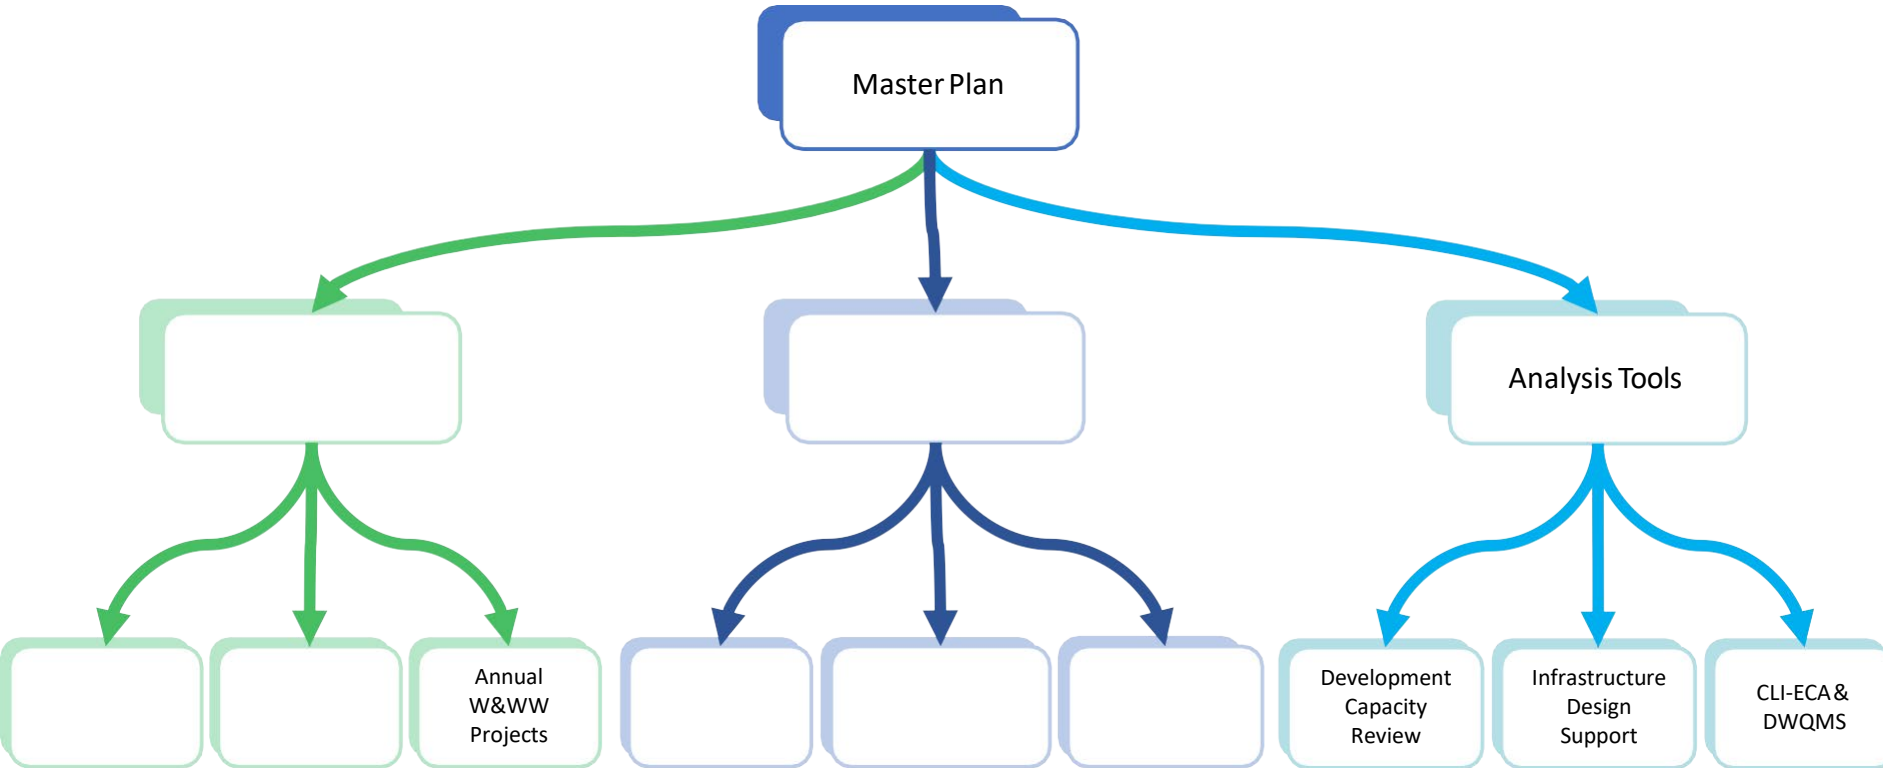 Master Plan
Analysis Tools
Annual
W&WW
Projects
Development
Capacity
Review
Infrastructure
Design
Support
CLI-ECA &
DWQMS